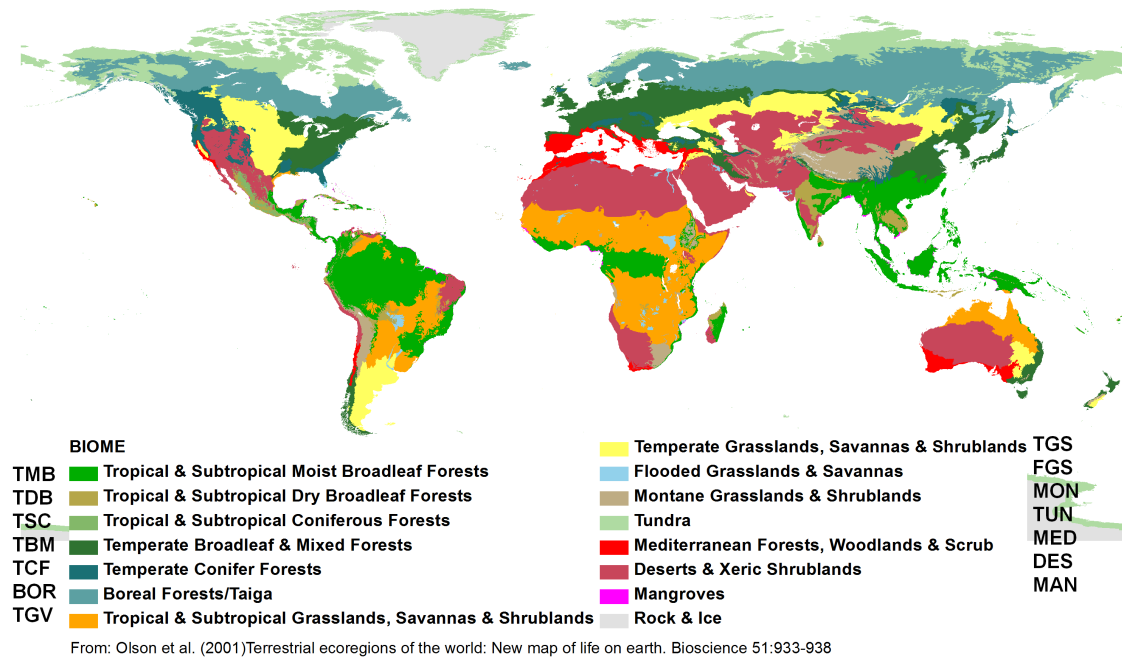 BIOME
TMB Tropical & Subtropical Moist Broadleaf Forests
TDB Tropical & Subtropical Dry Broadleaf Forests
TSC Tropical & Subtropical Coniferous Forests
TBM Temperate Broadleaf & Mixed Forests
TCF Temperate Conifer Forests
BOR Boreal Forests/Taiga
TGV Tropical & Subtropical Grasslands, Savannas & Shrublands
Temperate Grasslands, Savannas & Shrublands TGS
Flooded Grasslands & Savannas FGS
Montane Grasslands & Shrublands MON
Tundra TUN
Mediterranean Forests, Woodlands & Scrub MED
Deserts & Xeric Shrublands DES
Mangroves MAN
Rock & Ice
From: Olson et al. (2001)Terrestrial ecoregions of the world: New map of life on earth. Bioscience 51:933-938